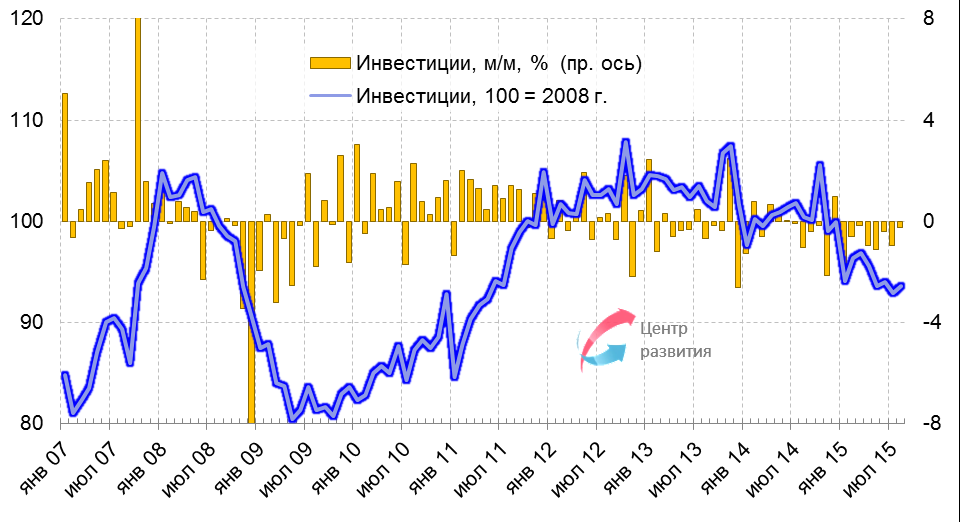 120
110
100
90
80
8
4
0
-4
-8
Инвестиции, м/м, % (пр. ось)
Инвестиции, 100 = 2008 г.
Центр
развития
янв 07
июл 07
янв 08
июл 08
янв 09
июл 09
янв 10
июл 10
янв 11
июл 11
янв 12
июл 12
янв 13
июл 13
янв 14
июл 14
янв 15
июл 15